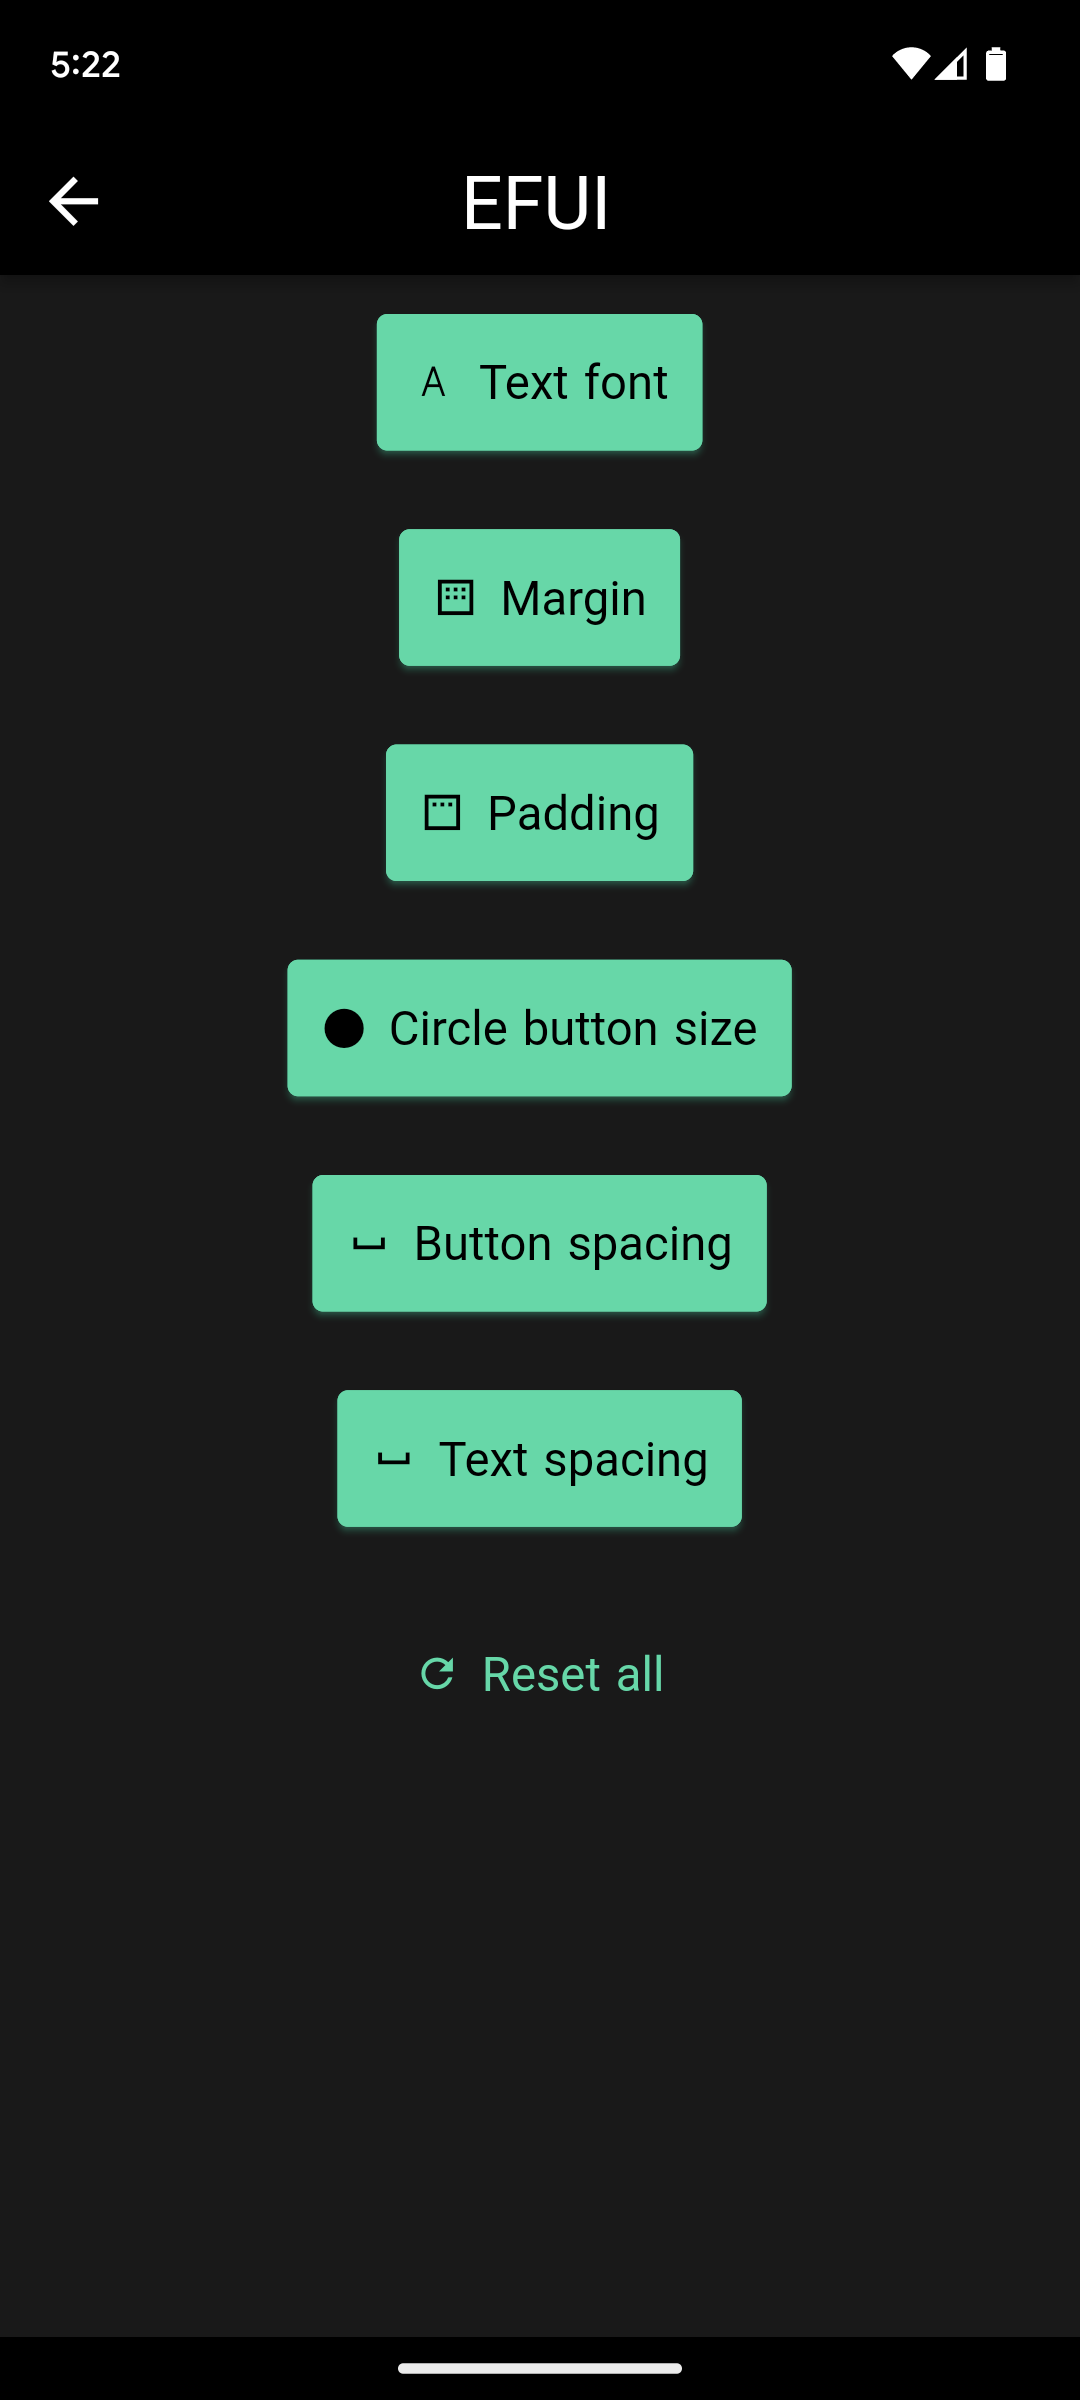 5:22
EFUI
Text font
Margin
Padding
Circle button size
Button spacing
Text spacing
Reset all